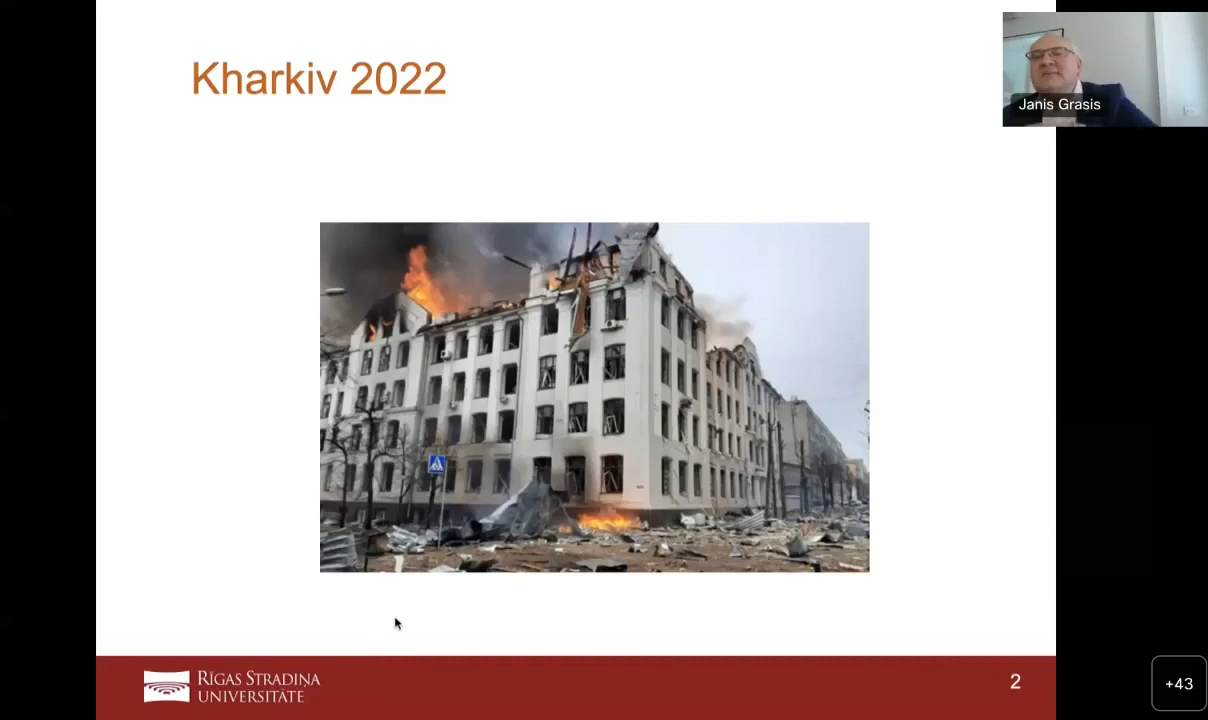 Kharkiv 2022
Janis Grasis
RĪGAS STRADIŅA
UNIVERSITĀTE
2
+43